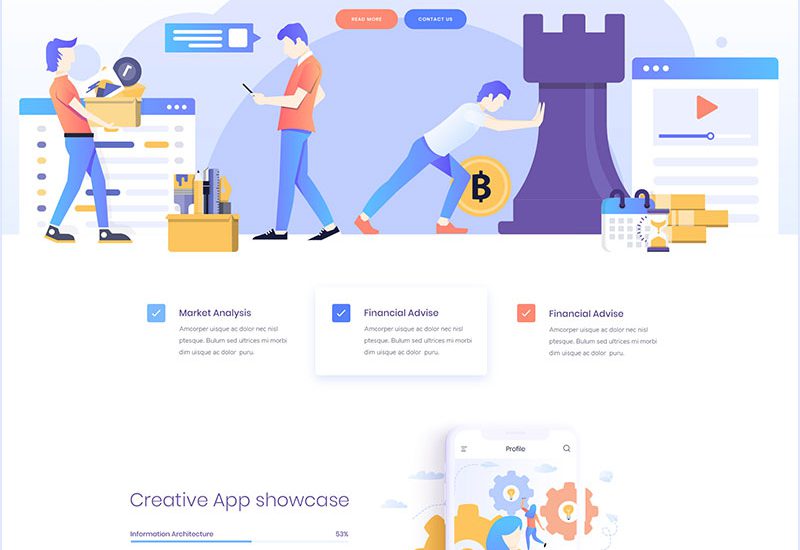 READ MORE
CONTACT US
Market Analysis
Amcorper uisque ac dolor nec nisl
ptesque. Bulum sed ultrices mi morbi
dim uisque ac dolor puru.
Financial Advise
Amcorper uisque ac dolor nec nisl
ptesque. Bulum sed ultrices mi morbi
dim uisque ac dolor puru.
Financial Advise
Amcorper uisque ac dolor nec nisl
ptesque. Bulum sed ultrices mi morbi
dim uisque ac dolor puru.
Profile
Creative App showcase
Information Architecture 53%